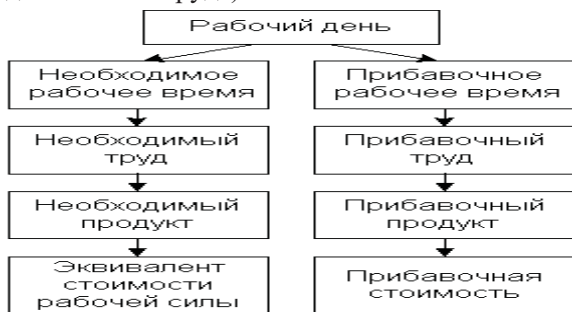 Рабочий день
Необходимое
рабочее время
Прибавочное
рабочее время
Необходимый
труд
Прибавочный
труд
Необходимый
продукт
Прибавочный
продукт
Эквивалент
стоимости
рабочей силы
Прибавочная
стоимость